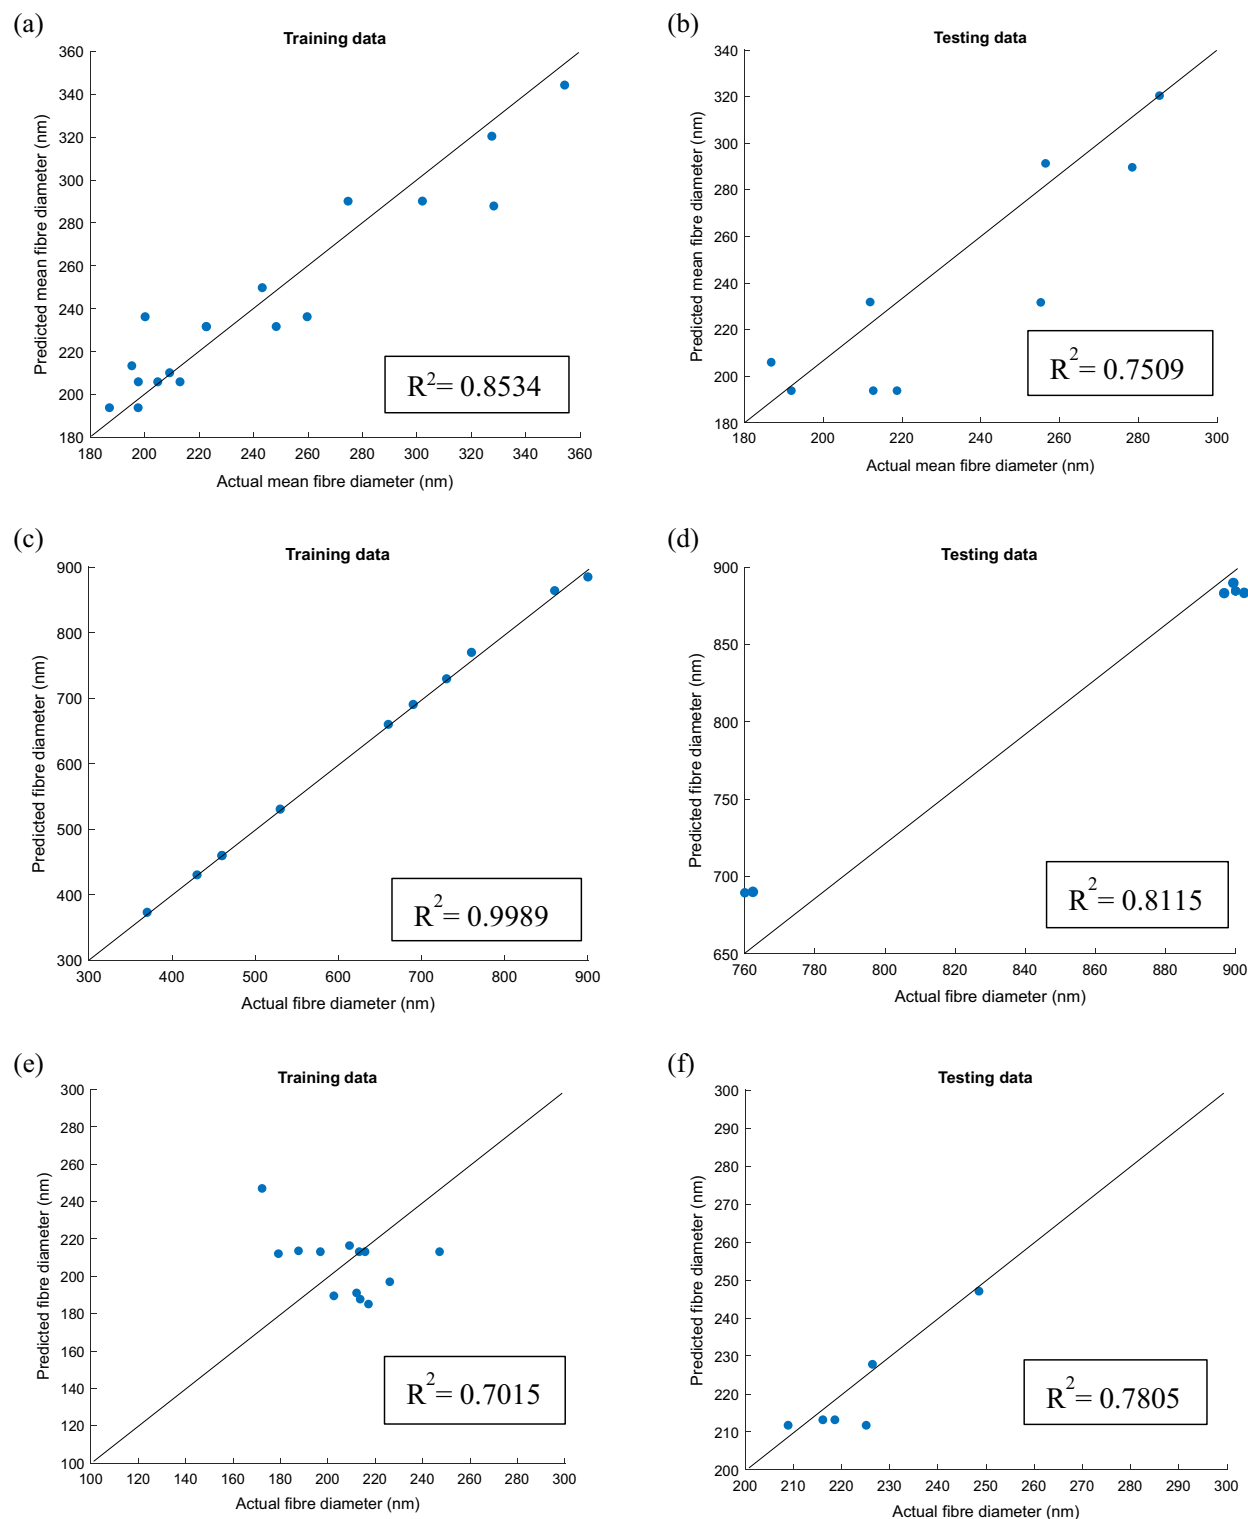 (a)
Training data
Predicted mean fibre diameter (nm)
360
340
320
300
280
260
240
220
200
180
180 200 220 240 260 280 300 320 340 360
Actual mean fibre diameter (nm)
R²= 0.8534
(b)
Testing data
Predicted mean fibre diameter (nm)
340
320
300
280
260
240
220
200
180
180 200 220 240 260 280 300
Actual mean fibre diameter (nm)
R²= 0.7509
(c)
Training data
Predicted fibre diameter (nm)
900
800
700
600
500
400
300
300 400 500 600 700 800 900
Actual fibre diameter (nm)
R²= 0.9989
(d)
Testing data
Predicted fibre diameter (nm)
900
850
800
750
700
650
760 780 800 820 840 860 880 900
Actual fibre diameter (nm)
R²= 0.8115
(e)
Training data
Predicted fibre diameter (nm)
300
280
260
240
220
200
180
160
140
120
100
100 120 140 160 180 200 220 240 260 280 300
Actual fibre diameter (nm)
R²= 0.7015
(f)
Testing data
Predicted fibre diameter (nm)
300
290
280
270
260
250
240
230
220
210
200
200 210 220 230 240 250 260 270 280 290 300
Actual fibre diameter (nm)
R²= 0.7805